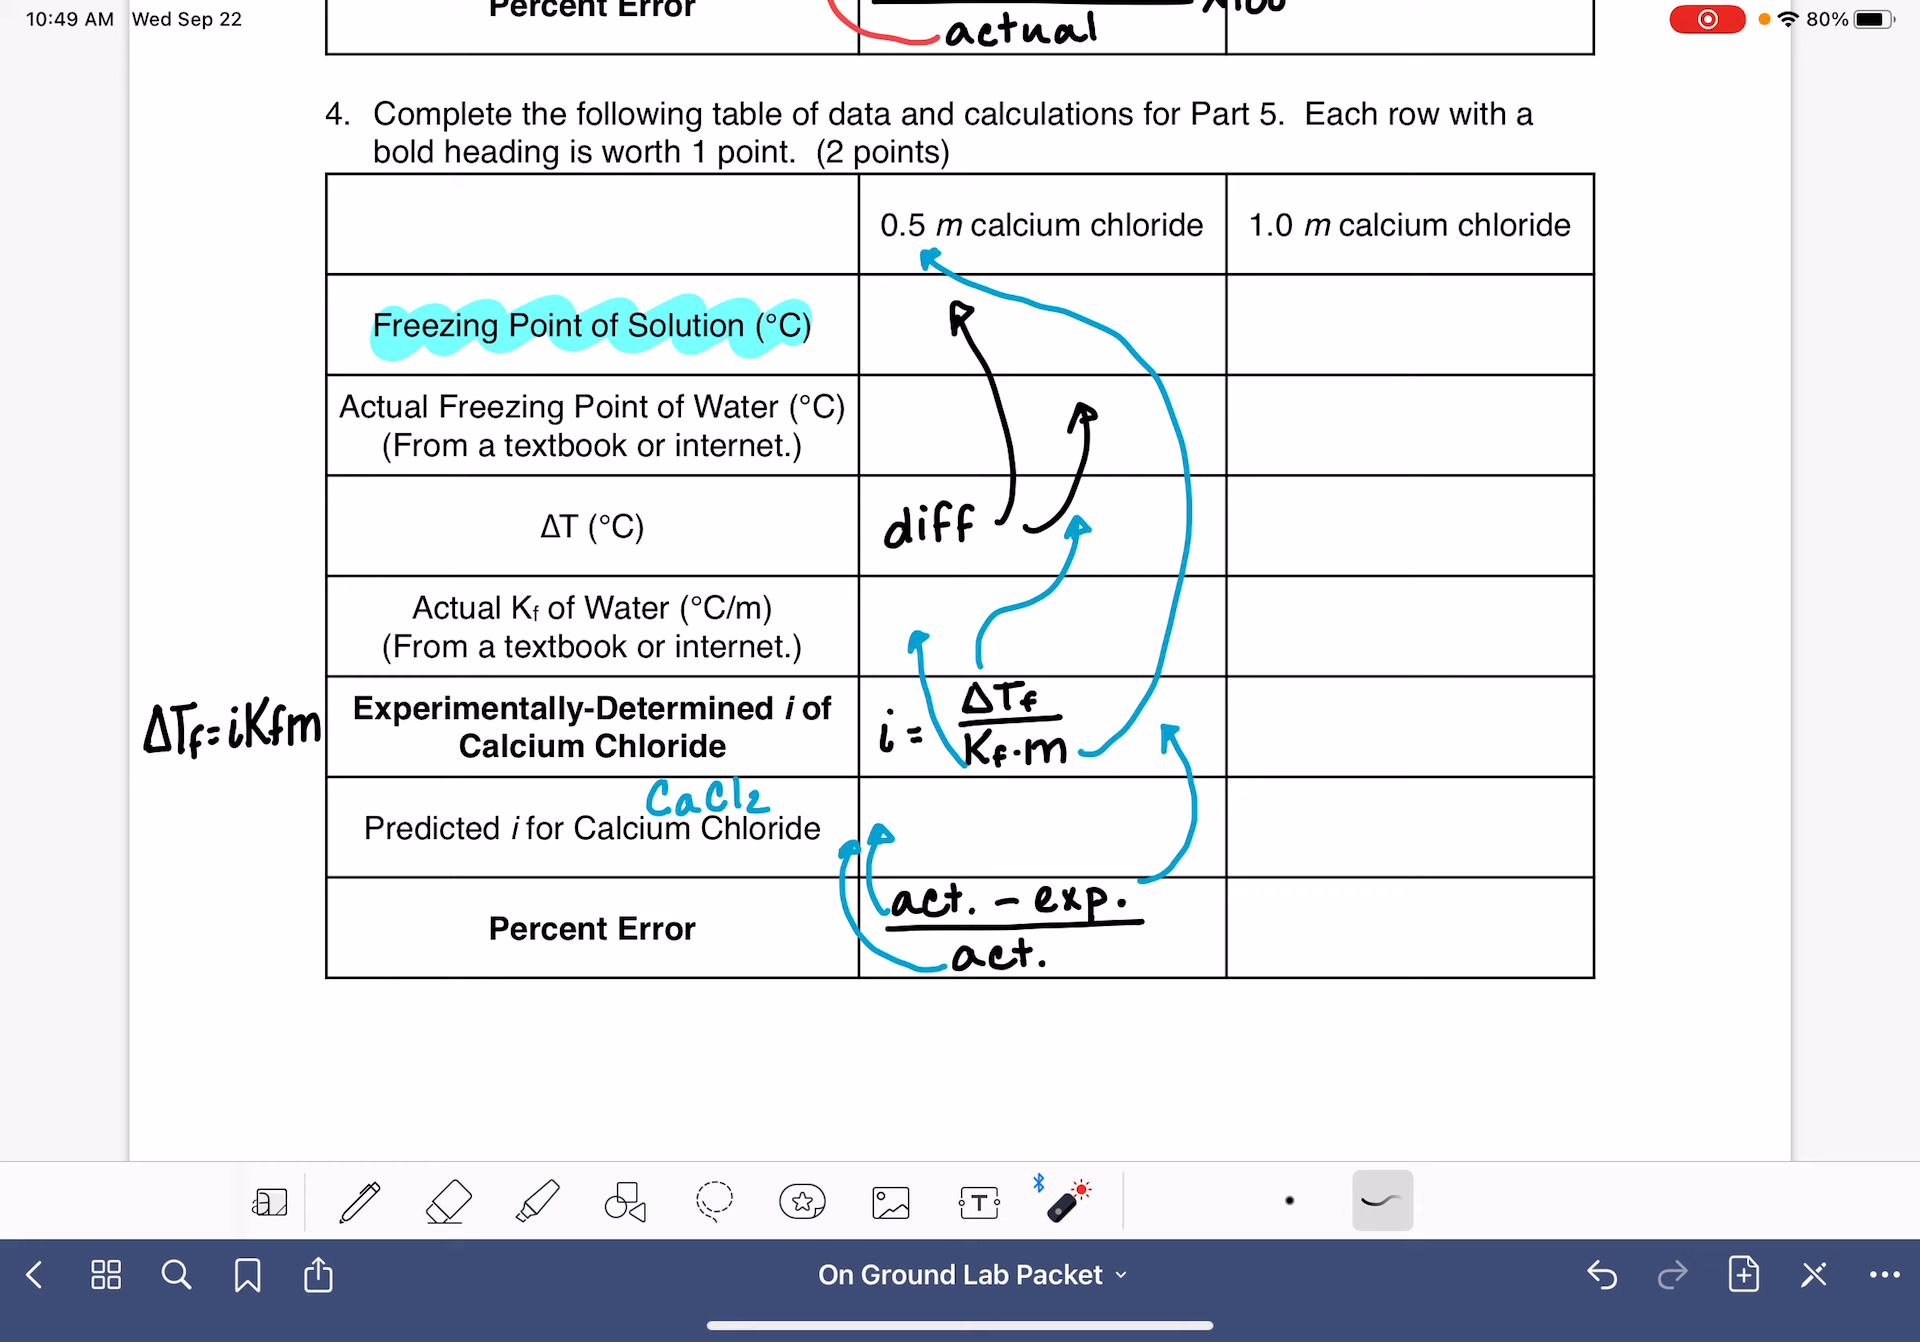 10:49 AM Wed Sep 22
80%
Percent Error
x100
actual
4. Complete the following table of data and calculations for Part 5. Each row with a
bold heading is worth 1 point. (2 points)
0.5 m calcium chloride
1.0 m calcium chloride
Freezing Point of Solution (°C)
Actual Freezing Point of Water (°C)
(From a textbook or internet.)
ΔT (°C)
diff
Actual Kf of Water (°C/m)
(From a textbook or internet.)
ΔTf=iKfm
Experimentally-Determined i of
Calcium Chloride
i = ΔTf
Kf·m
CaCl2
Predicted i for Calcium Chloride
Percent Error
act. - exp.
act.
a
T
On Ground Lab Packet